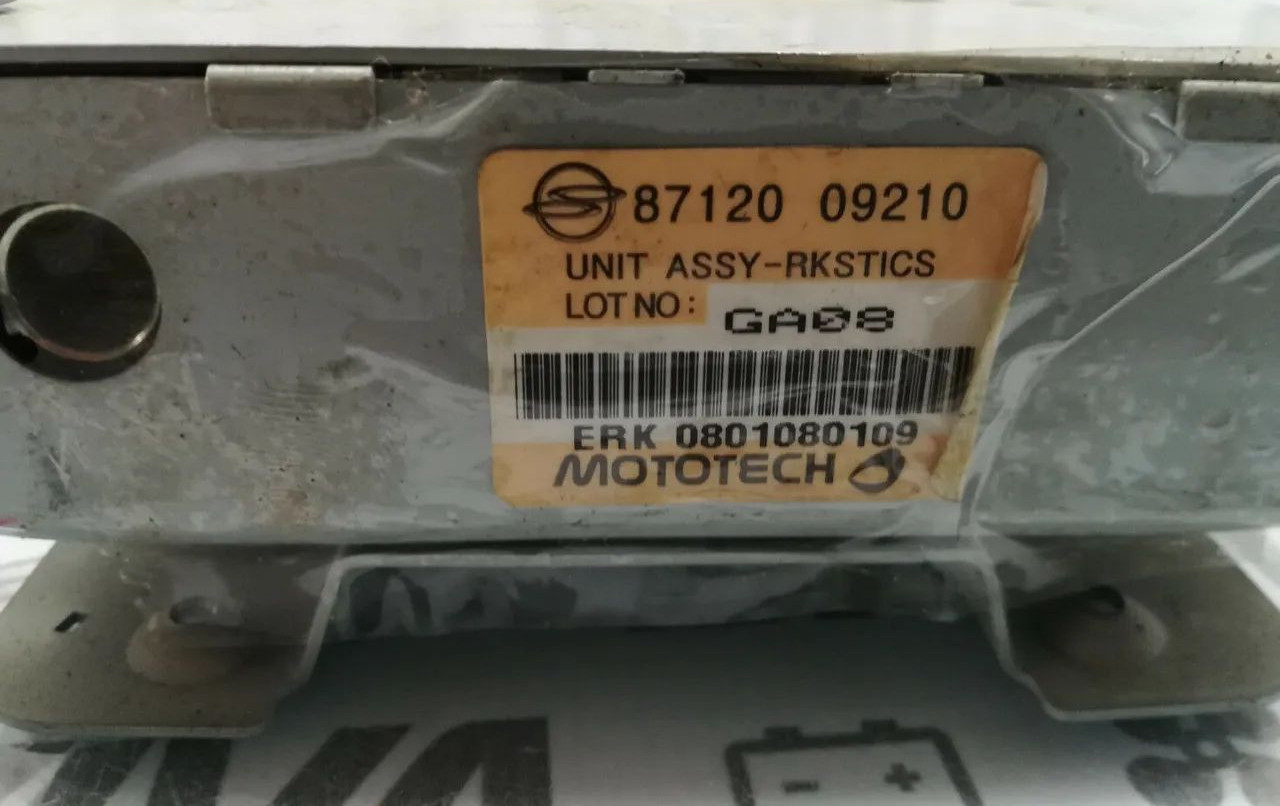 87120 09210
UNIT ASSY-RKSTICS
LOT NO: GA08
ERK 0801080109
MOTOTECH